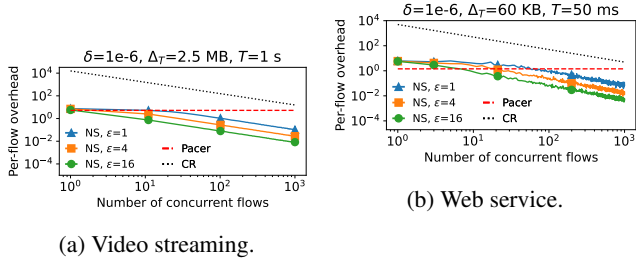 δ=1e-6, Δ_T=2.5 MB, T=1 s
Per-flow overhead
10^4
10^2
10^0
10^-2
10^-4
NS, ε=1
NS, ε=4
NS, ε=16
Pacer
CR
10^0 10^1 10^2 10^3
Number of concurrent flows
(a) Video streaming.
δ=1e-6, Δ_T=60 KB, T=50 ms
Per-flow overhead
10^4
10^2
10^0
10^-2
NS, ε=1
NS, ε=4
NS, ε=16
Pacer
CR
10^0 10^1 10^2 10^3
Number of concurrent flows
(b) Web service.